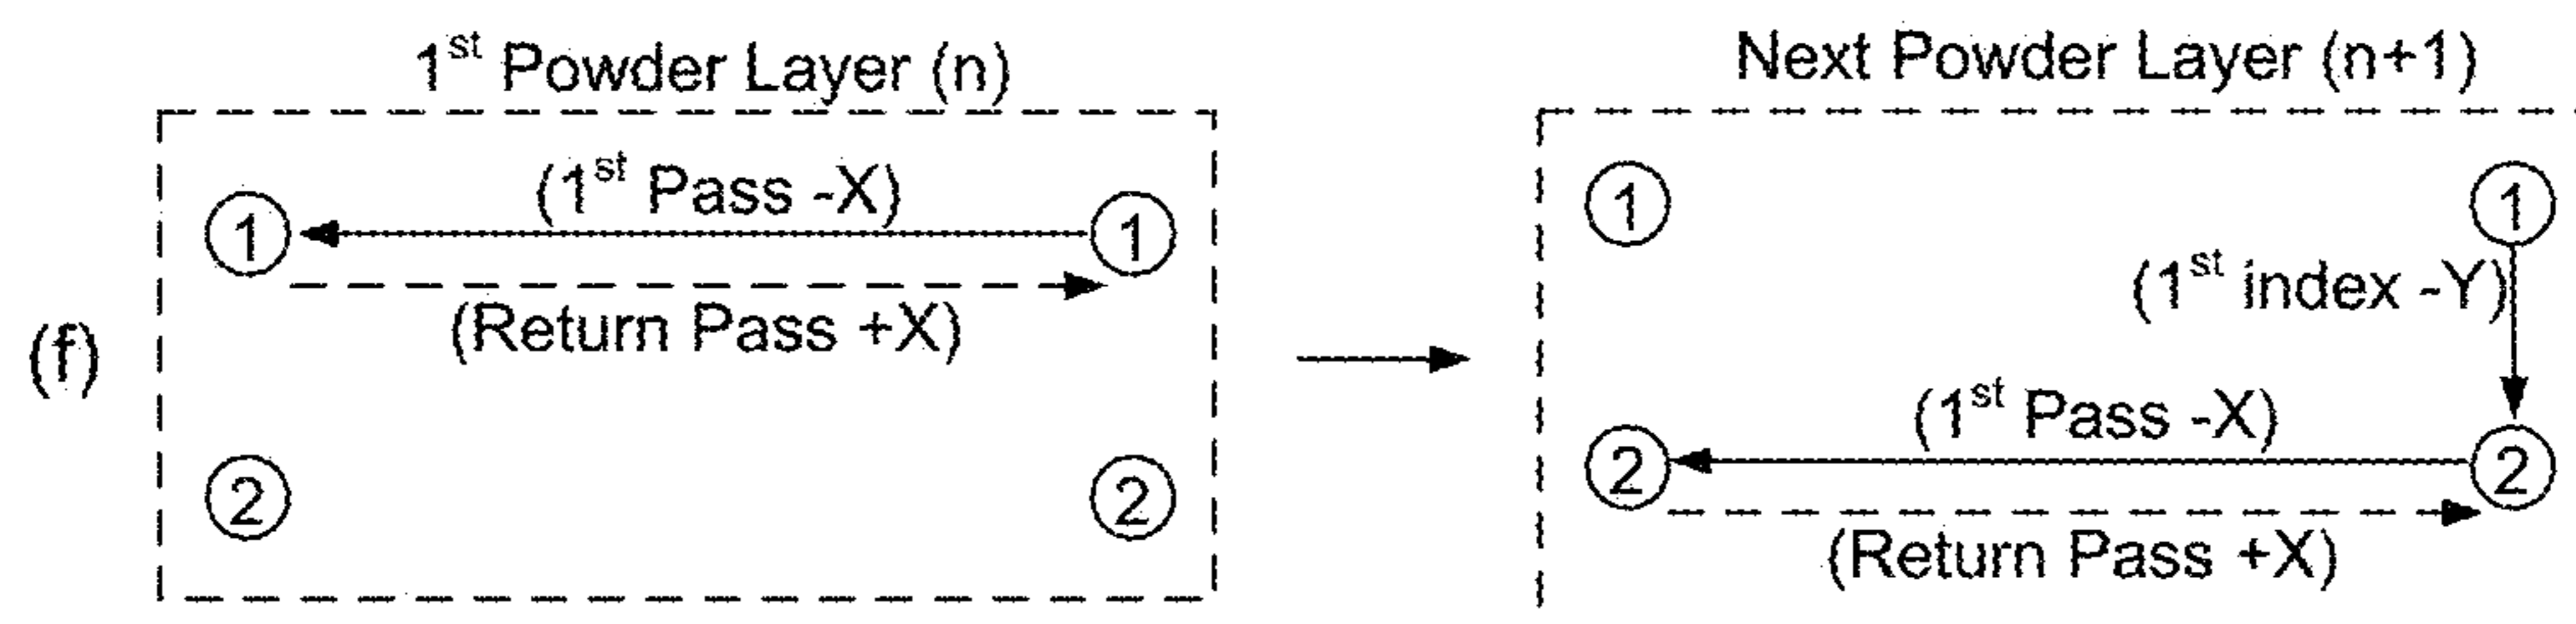 1st Powder Layer (n)
(1st Pass -X)
1 1
(Return Pass +X)
2 2
(f)
Next Powder Layer (n+1)
1 1
(1st index -Y)
(1st Pass -X)
2 2
(Return Pass +X)